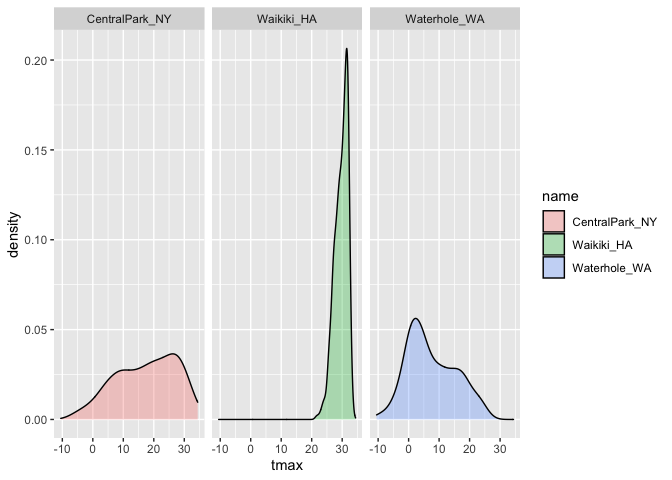 CentralPark_NY Waikiki_HA Waterhole_WA
0.20
0.15
0.10
0.05
0.00
density
-10 0 10 20 30 -10 0 10 20 30 -10 0 10 20 30
tmax
name
CentralPark_NY
Waikiki_HA
Waterhole_WA